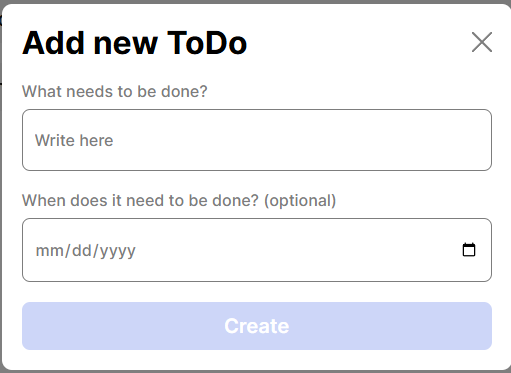 Add new ToDo
What needs to be done?
Write here
When does it need to be done? (optional)
mm/dd/yyyy
Create